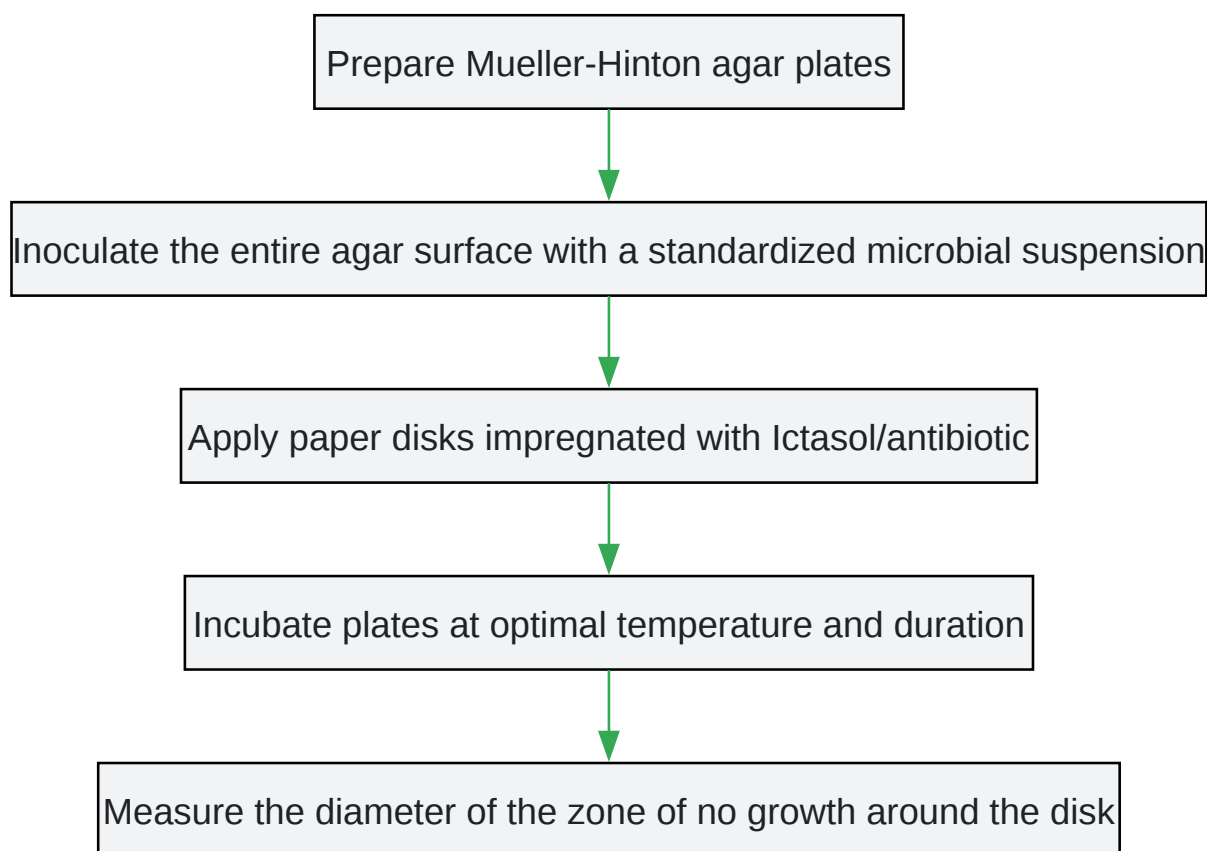 Prepare Mueller-Hinton agar plates
Inoculate the entire agar surface with a standardized microbial suspension
Apply paper disks impregnated with Ictasol/antibiotic
Incubate plates at optimal temperature and duration
Measure the diameter of the zone of no growth around the disk